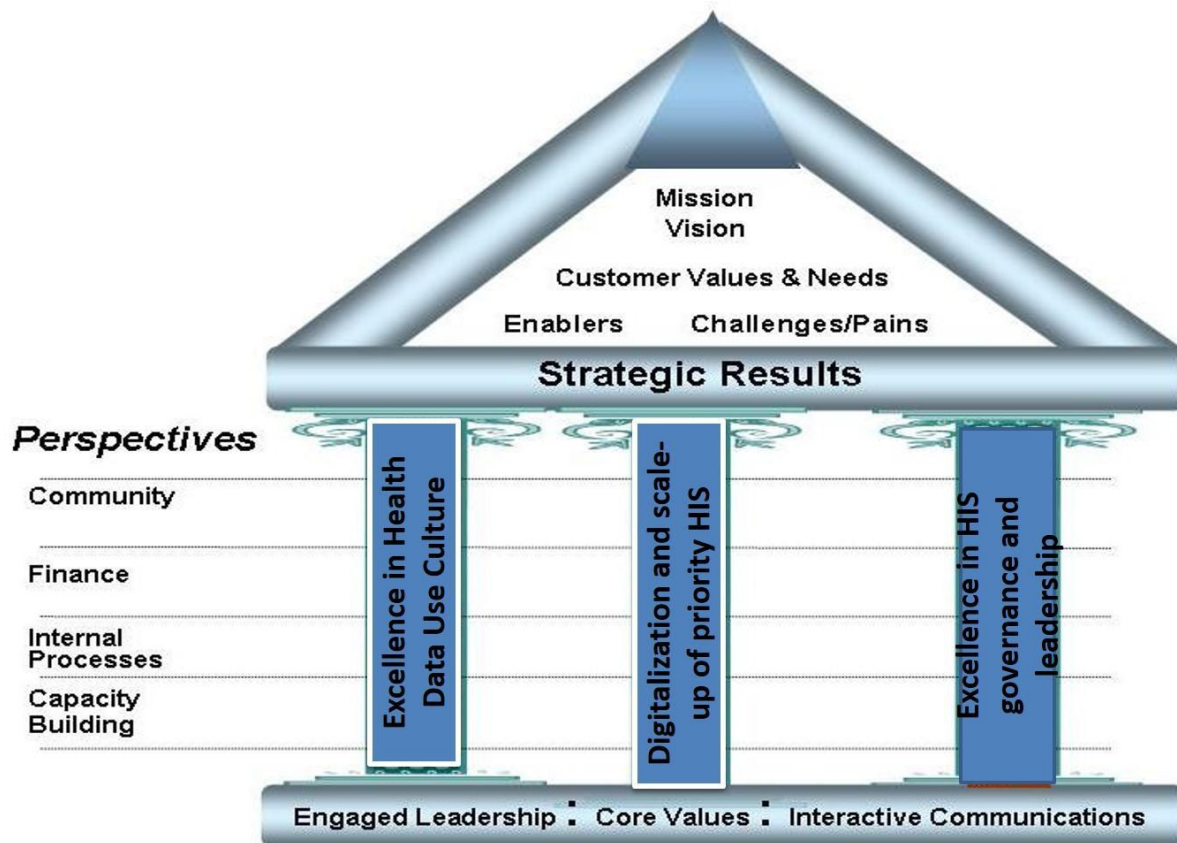 Mission
Vision
Customer Values & Needs
Enablers Challenges/Pains
Strategic Results
Perspectives
Community
Finance
Internal
Processes
Capacity
Building
Excellence in Health
Data Use Culture
Digitalization and scale-
up of priority HIS
Excellence in HIS
governance and
leadership
Engaged Leadership : Core Values : Interactive Communications